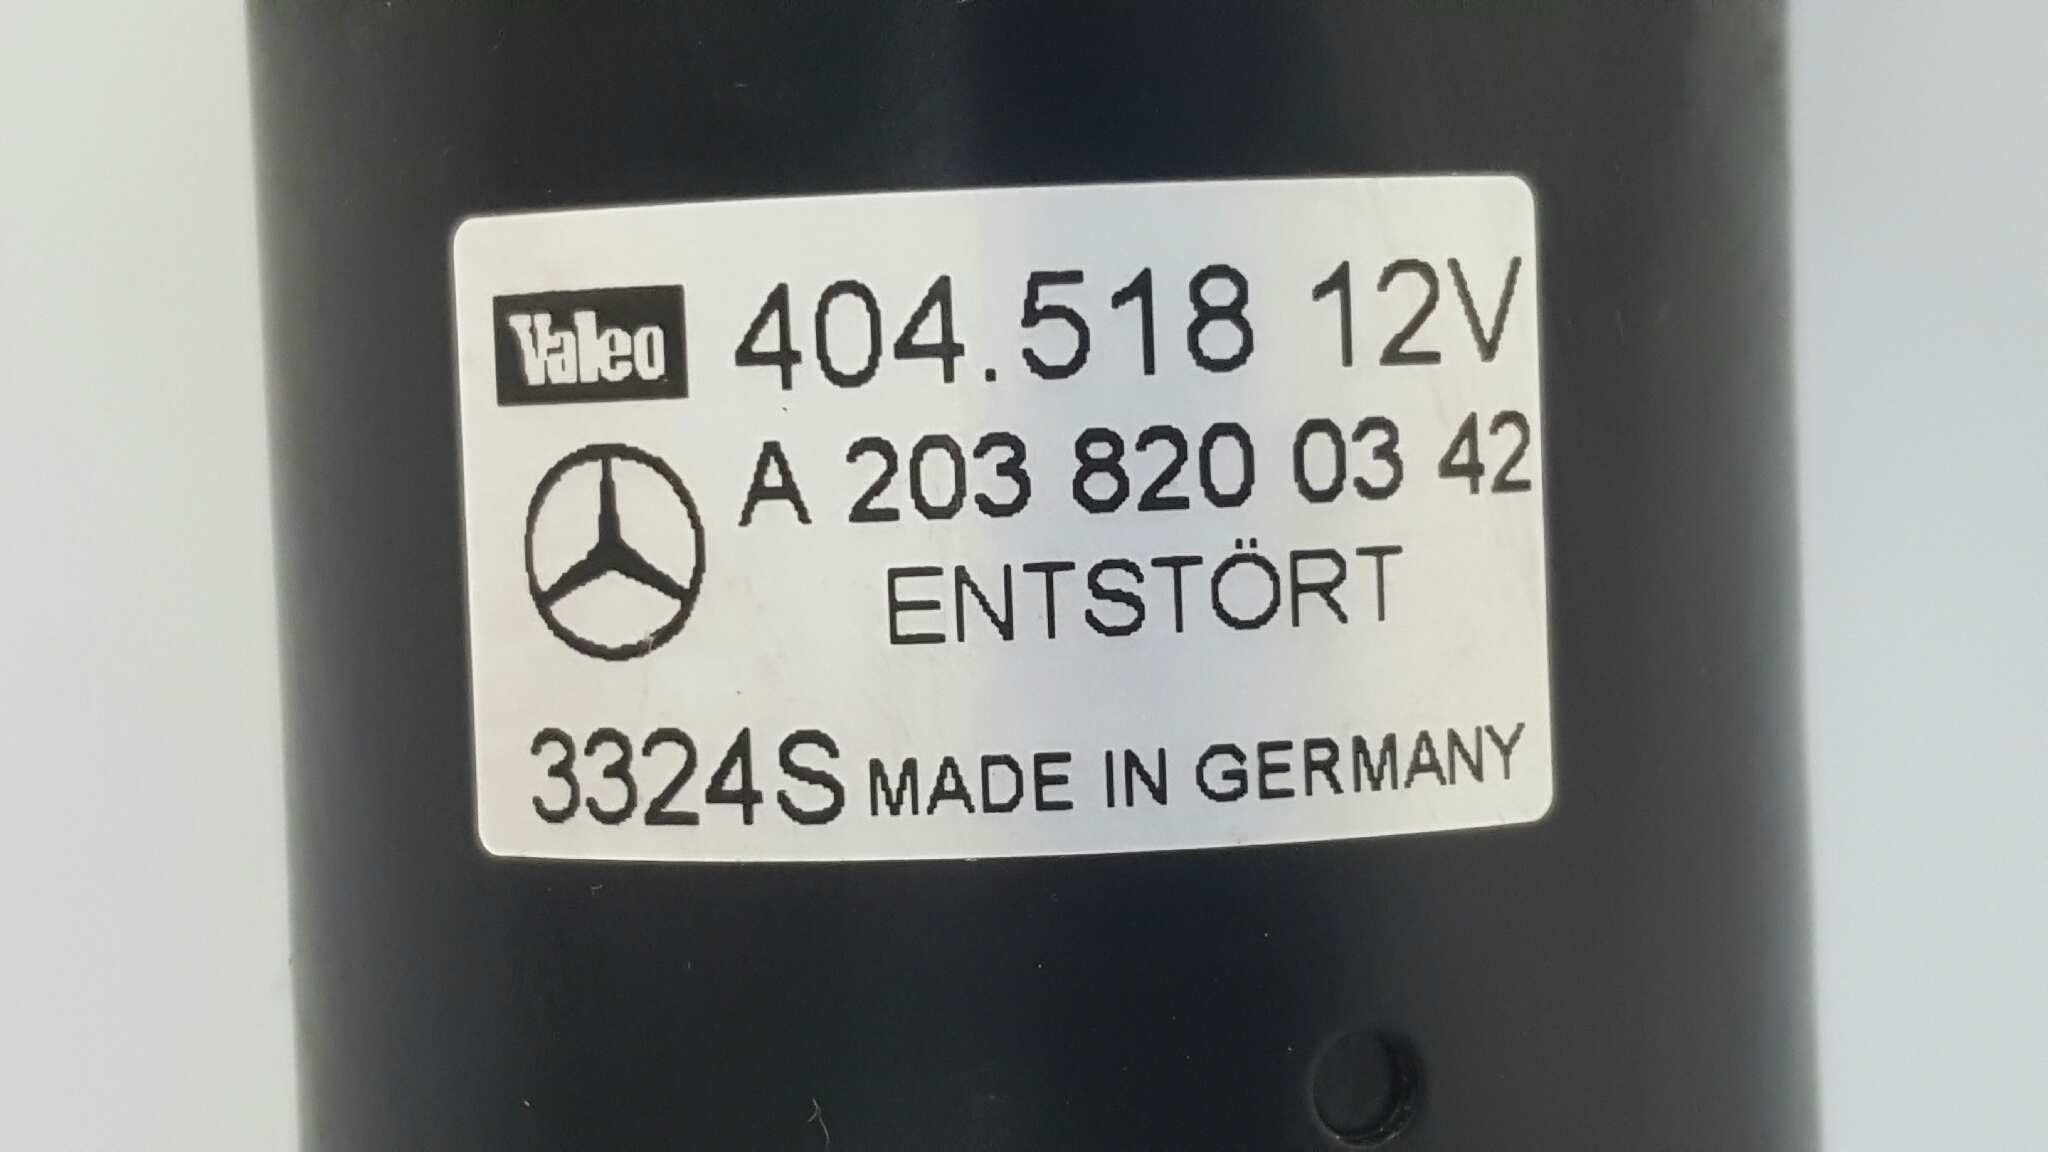 Valeo 404.518 12V
A 203 820 03 42
ENTSTÖRT
3324S MADE IN GERMANY